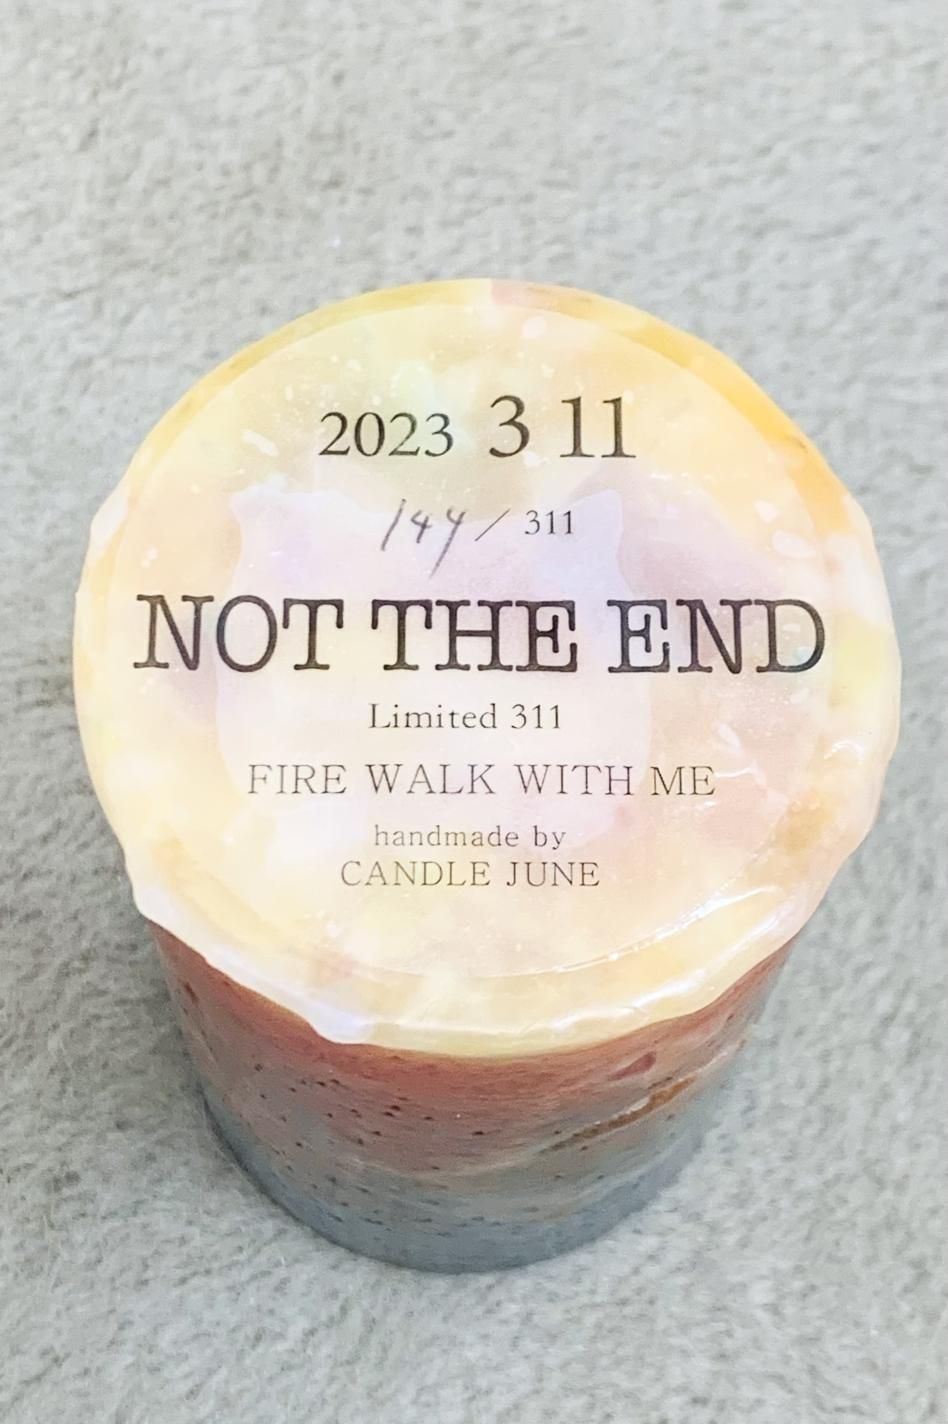 2023 3 11
144 / 311
NOT THE END
Limited 311
FIRE WALK WITH ME
handmade by
CANDLE JUNE